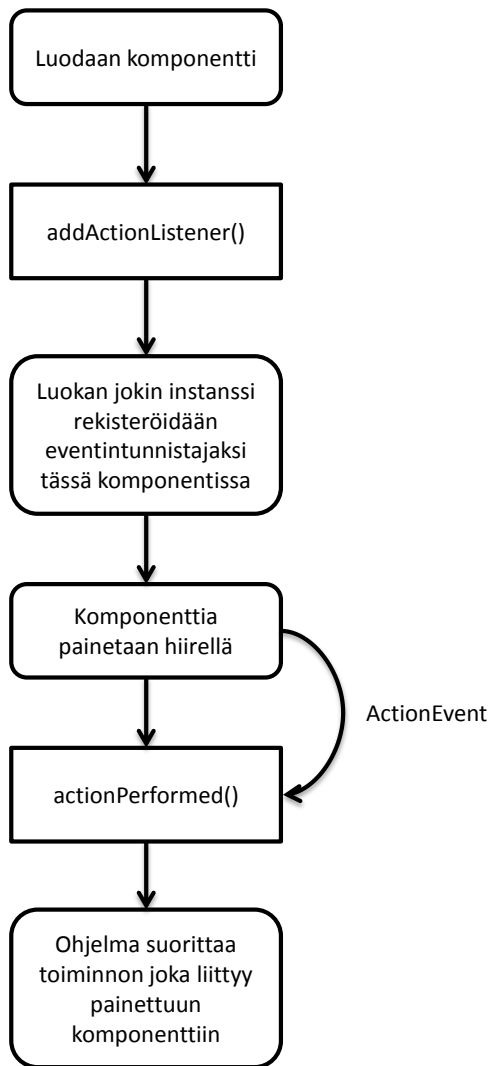 Luodaan komponentti
addActionListener()
Luokan jokin instanssi
rekisteröidään
eventintunnistajaksi
tässä komponentissa
Komponenttia
painetaan hiirellä
ActionEvent
actionPerformed()
Ohjelma suorittaa
toiminnon joka liittyy
painettuun
komponenttiin